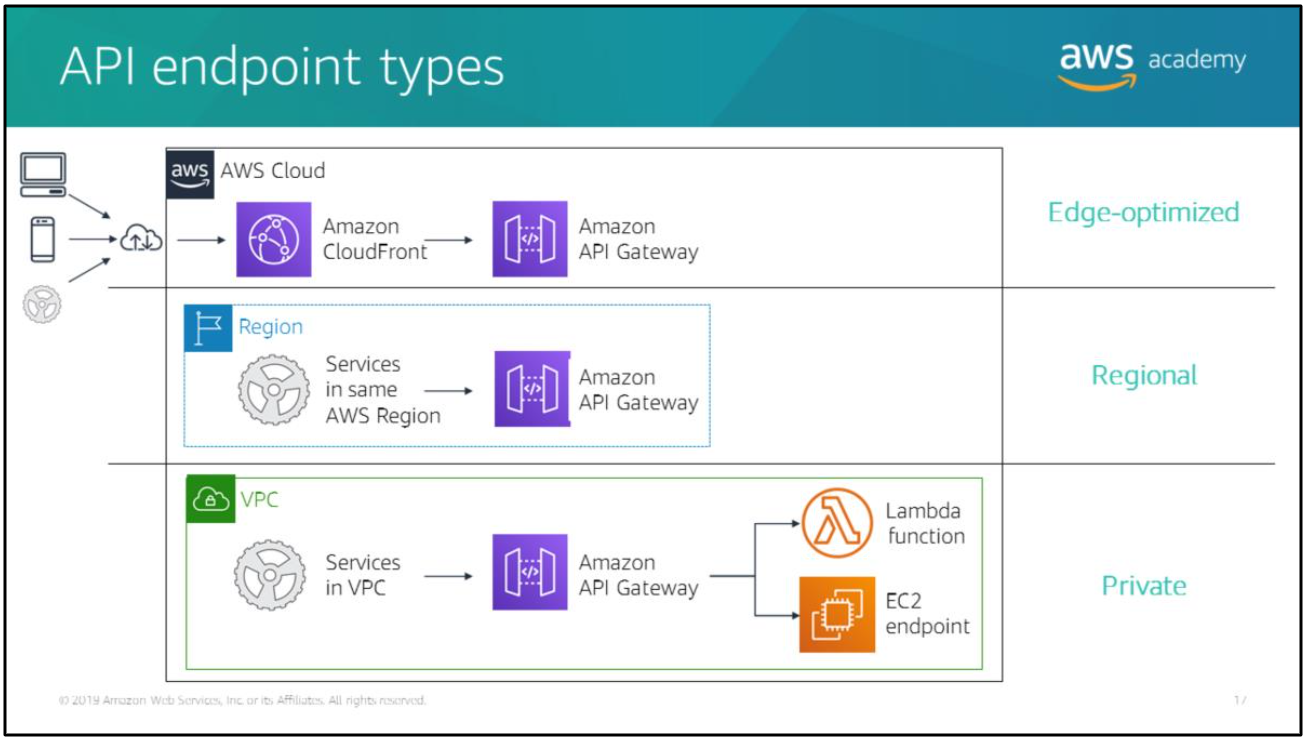 API endpoint types
aws academy
aws AWS Cloud
Amazon
CloudFront
Amazon
API Gateway
Edge-optimized
Region
Services
in same
AWS Region
Amazon
API Gateway
Regional
VPC
Services
in VPC
Amazon
API Gateway
Lambda
function
EC2
endpoint
Private
© 2019 Amazon Web Services, Inc. or its Affiliates. All rights reserved.
17